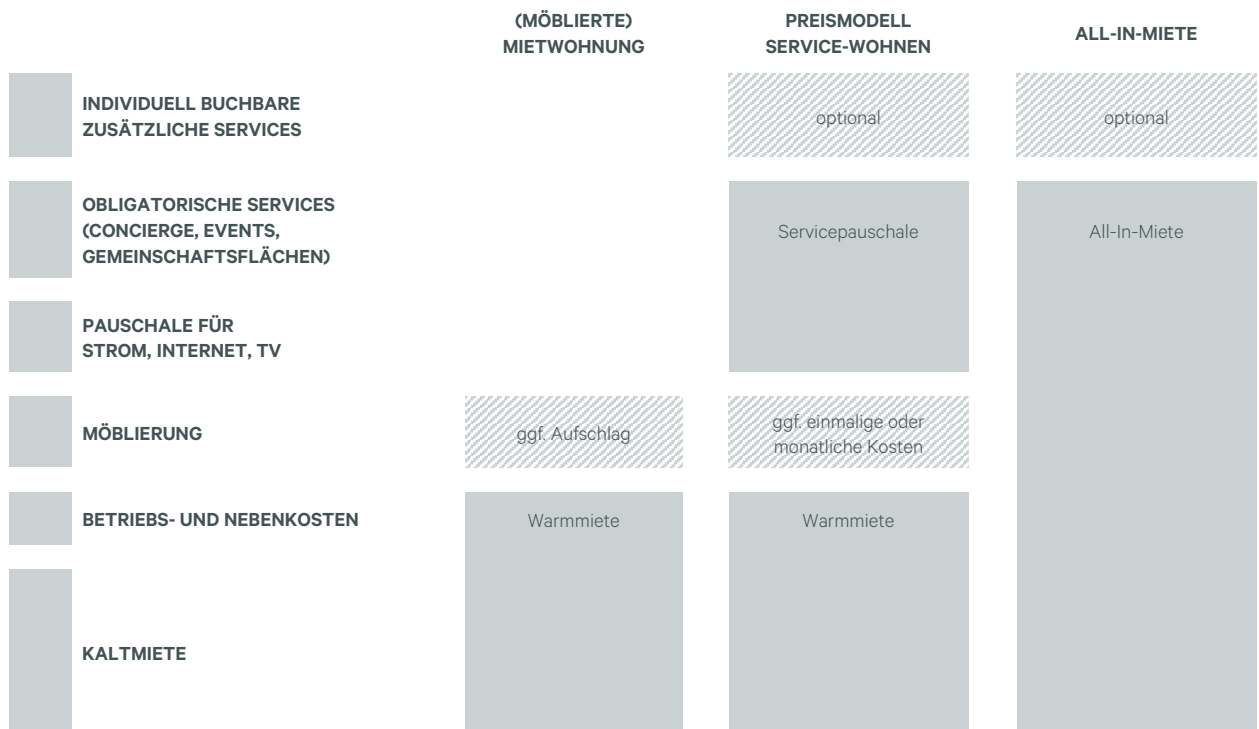 (MÖBLIERTE)
MIETWOHNUNG
PREISMODELL
SERVICE-WOHNEN
ALL-IN-MIETE
INDIVIDUELL BUCHBARE
ZUSÄTZLICHE SERVICES
optional
optional
OBLIGATORISCHE SERVICES
(CONCIERGE, EVENTS,
GEMEINSCHAFTSFLÄCHEN)
Servicepauschale
All-In-Miete
PAUSCHALE FÜR
STROM, INTERNET, TV
MÖBLIERUNG
ggf. Aufschlag
ggf. einmalige oder
monatliche Kosten
BETRIEBS- UND NEBENKOSTEN
Warmmiete
Warmmiete
KALTMIETE